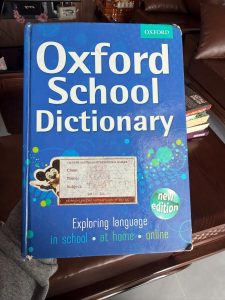 OXFORD
Oxford
School
Dictionary
Class:
Name:
Subject:
new
edition
Exploring language
in school • at home • online